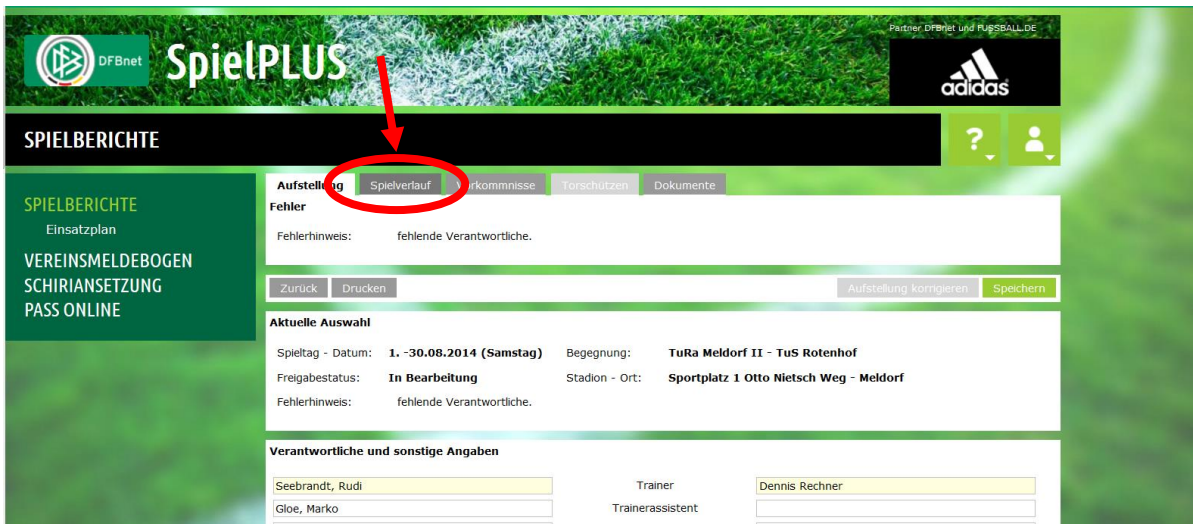 Partner DFBnet und FUSSBALL.DE
DFBnet SpielPLUS
adidas
SPIELBERICHTE
?
SPIELBERICHTE
Einsatzplan
VEREINSMELDEBOGEN
SCHIRIANSETZUNG
PASS ONLINE
Aufstellung Spielverlauf Vorkommnisse Torschützen Dokumente
Fehler
Fehlerhinweis: fehlende Verantwortliche.
Zurück Drucken Aufstellung korrigieren Speichern
Aktuelle Auswahl
Spieltag - Datum: 1. -30.08.2014 (Samstag) Begegnung: TuRa Meldorf II - TuS Rotenhof
Freigabestatus: In Bearbeitung Stadion - Ort: Sportplatz 1 Otto Nietsch Weg - Meldorf
Fehlerhinweis: fehlende Verantwortliche.
Verantwortliche und sonstige Angaben
Seebrandt, Rudi Trainer Dennis Rechner
Gloe, Marko Trainerassistent